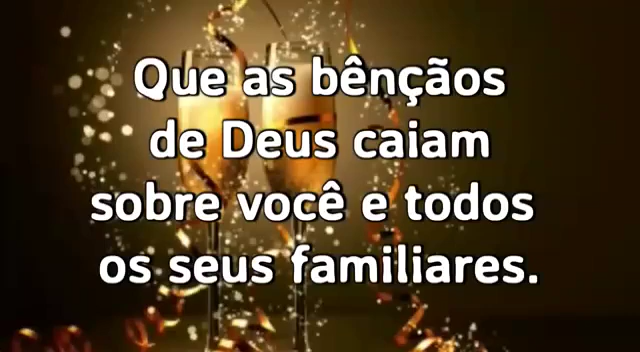 Que as bênçãos
de Deus caiam
sobre você e todos
os seus familiares.